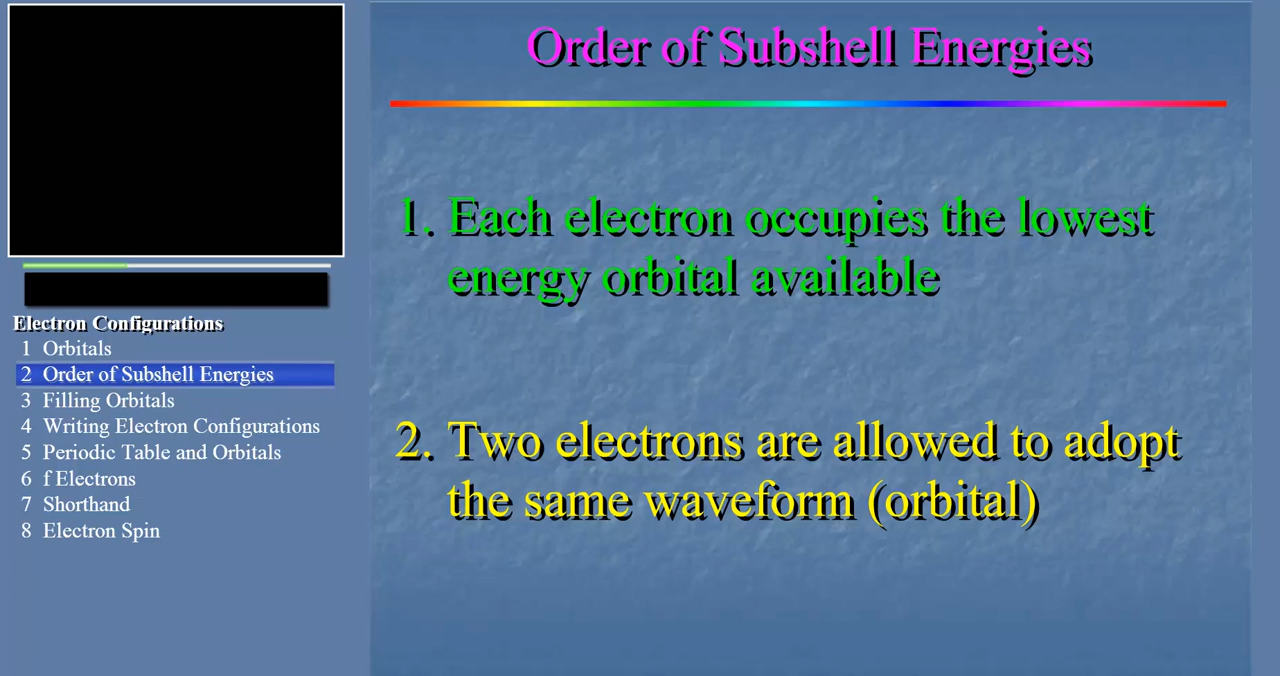 Order of Subshell Energies
1. Each electron occupies the lowest
energy orbital available
2. Two electrons are allowed to adopt
the same waveform (orbital)
Electron Configurations
1 Orbitals
2 Order of Subshell Energies
3 Filling Orbitals
4 Writing Electron Configurations
5 Periodic Table and Orbitals
6 f Electrons
7 Shorthand
8 Electron Spin